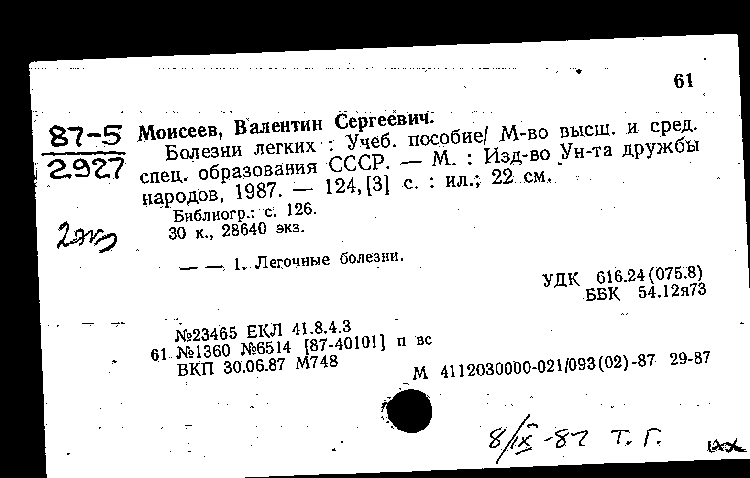 61
87-5
2.927
Моисеев, Валентин Сергеевич.
Болезни легких : Учеб. пособие/ М-во высш. и сред.
спец. образования СССР. — М. : Изд-во Ун-та дружбы
народов, 1987. — 124,[3] с. : ил.; 22 см.
Библиогр.: с. 126.
30 к., 28640 экз.
2 экз
— — 1. Легочные болезни.
УДК 616.24(075.8)
ББК 54.12я73
№23465 ЕКЛ 41.8.4.3
61 №1360 №6514 [87-40101] п вс
ВКП 30.06.87 М748
М 4112030000-021/093(02)-87 29-87
8/IX-87 Т. Г.